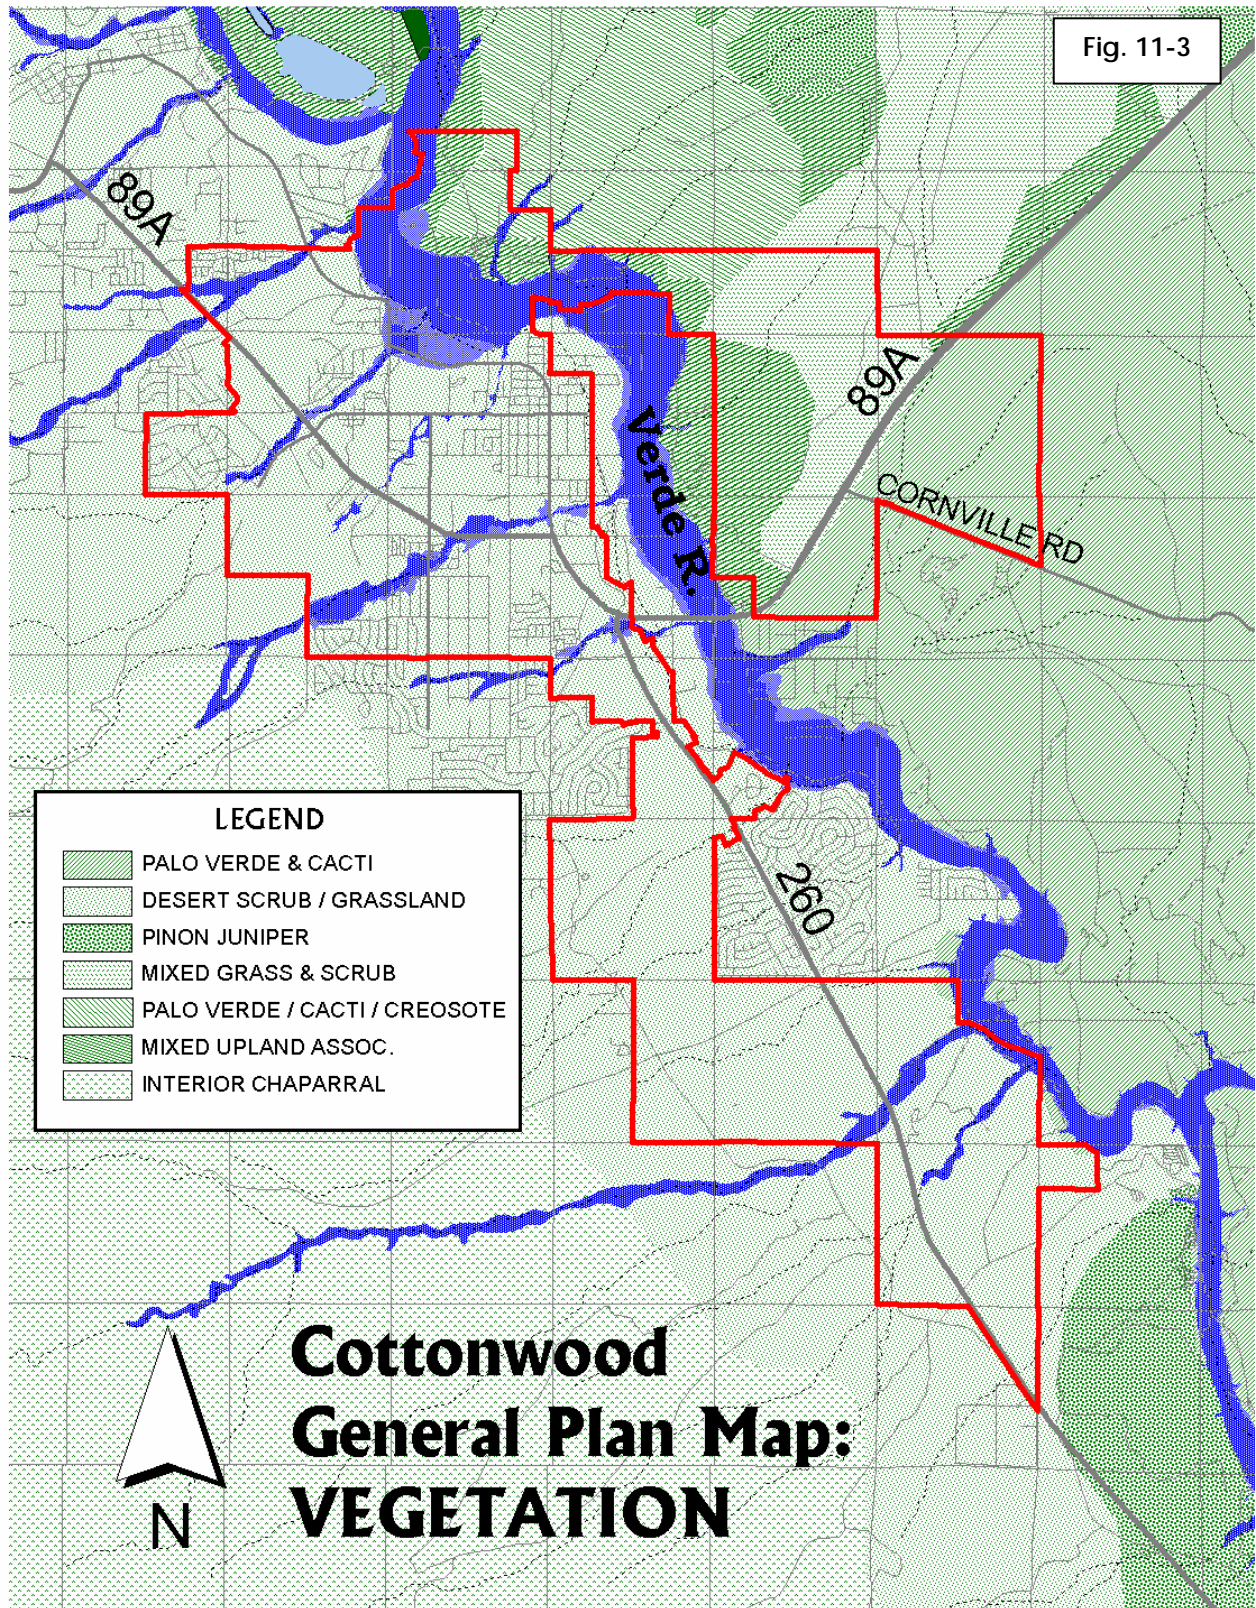 Fig. 11-3
89A
89A
CORNVILLE RD
Verde R.
260
LEGEND
PALO VERDE & CACTI
DESERT SCRUB / GRASSLAND
PINON JUNIPER
MIXED GRASS & SCRUB
PALO VERDE / CACTI / CREOSOTE
MIXED UPLAND ASSOC.
INTERIOR CHAPARRAL
N
Cottonwood
General Plan Map:
VEGETATION